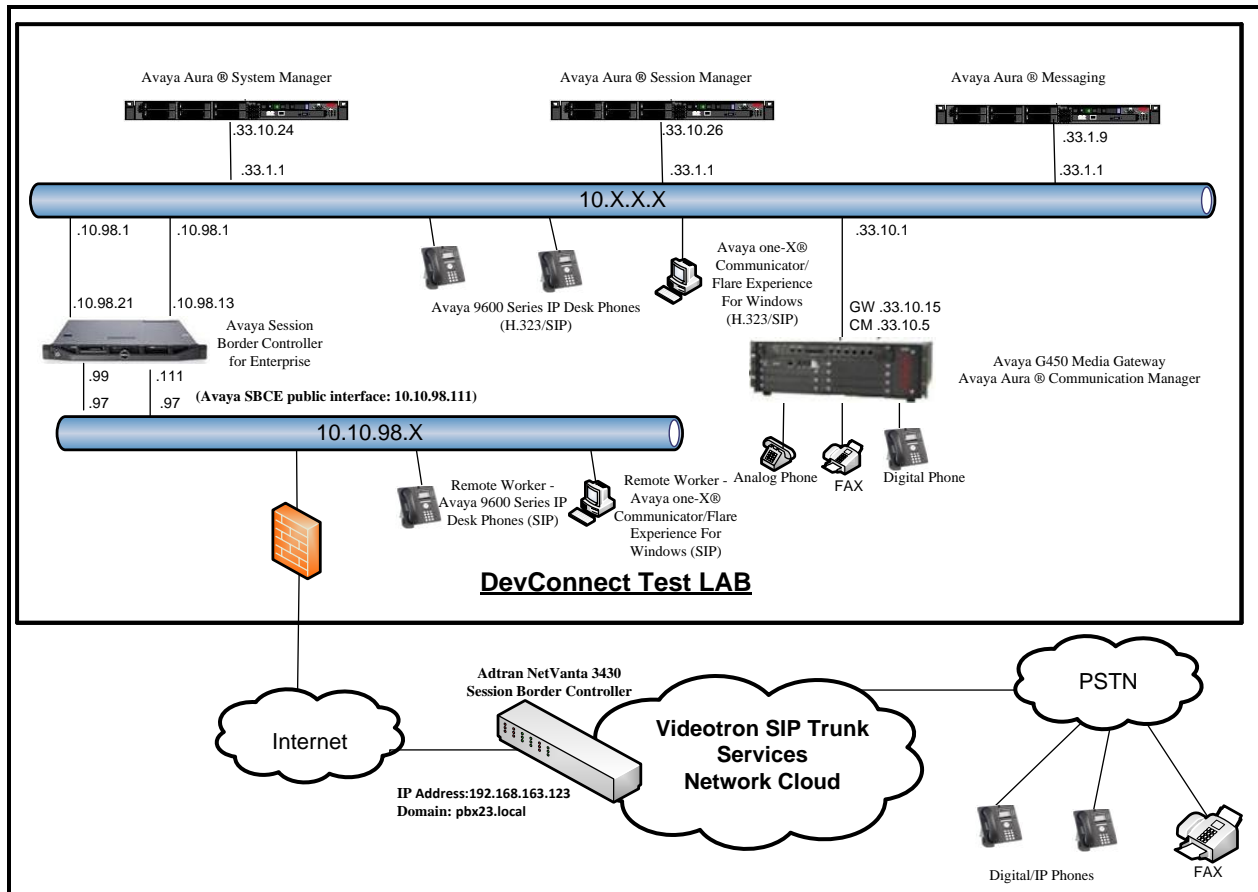 Avaya Aura ® System Manager
Avaya Aura ® Session Manager
Avaya Aura ® Messaging
.33.10.24
.33.10.26
.33.1.9
.33.1.1
.33.1.1
.33.1.1
10.X.X.X
.10.98.1
.10.98.1
.33.10.1
.10.98.21
.10.98.13
Avaya Session
Border Controller
for Enterprise
Avaya 9600 Series IP Desk Phones
(H.323/SIP)
Avaya one-X®
Communicator/
Flare Experience
For Windows
(H.323/SIP)
GW .33.10.15
CM .33.10.5
Avaya G450 Media Gateway
Avaya Aura ® Communication Manager
.99
.111
.97
.97
(Avaya SBCE public interface: 10.10.98.111)
10.10.98.X
Remote Worker -
Avaya 9600 Series IP
Desk Phones (SIP)
Remote Worker -
Avaya one-X®
Communicator/Flare
Experience For
Windows (SIP)
Analog Phone
FAX
Digital Phone
DevConnect Test LAB
Adtran NetVanta 3430
Session Border Controller
Internet
IP Address:192.168.163.123
Domain: pbx23.local
Videotron SIP Trunk
Services
Network Cloud
PSTN
Digital/IP Phones
FAX